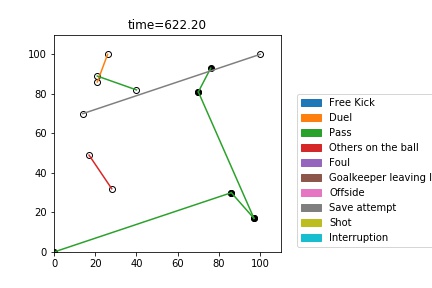 time=622.20
100
80
60
40
20
0
0 20 40 60 80 100
Free Kick
Duel
Pass
Others on the ball
Foul
Goalkeeper leaving l
Offside
Save attempt
Shot
Interruption